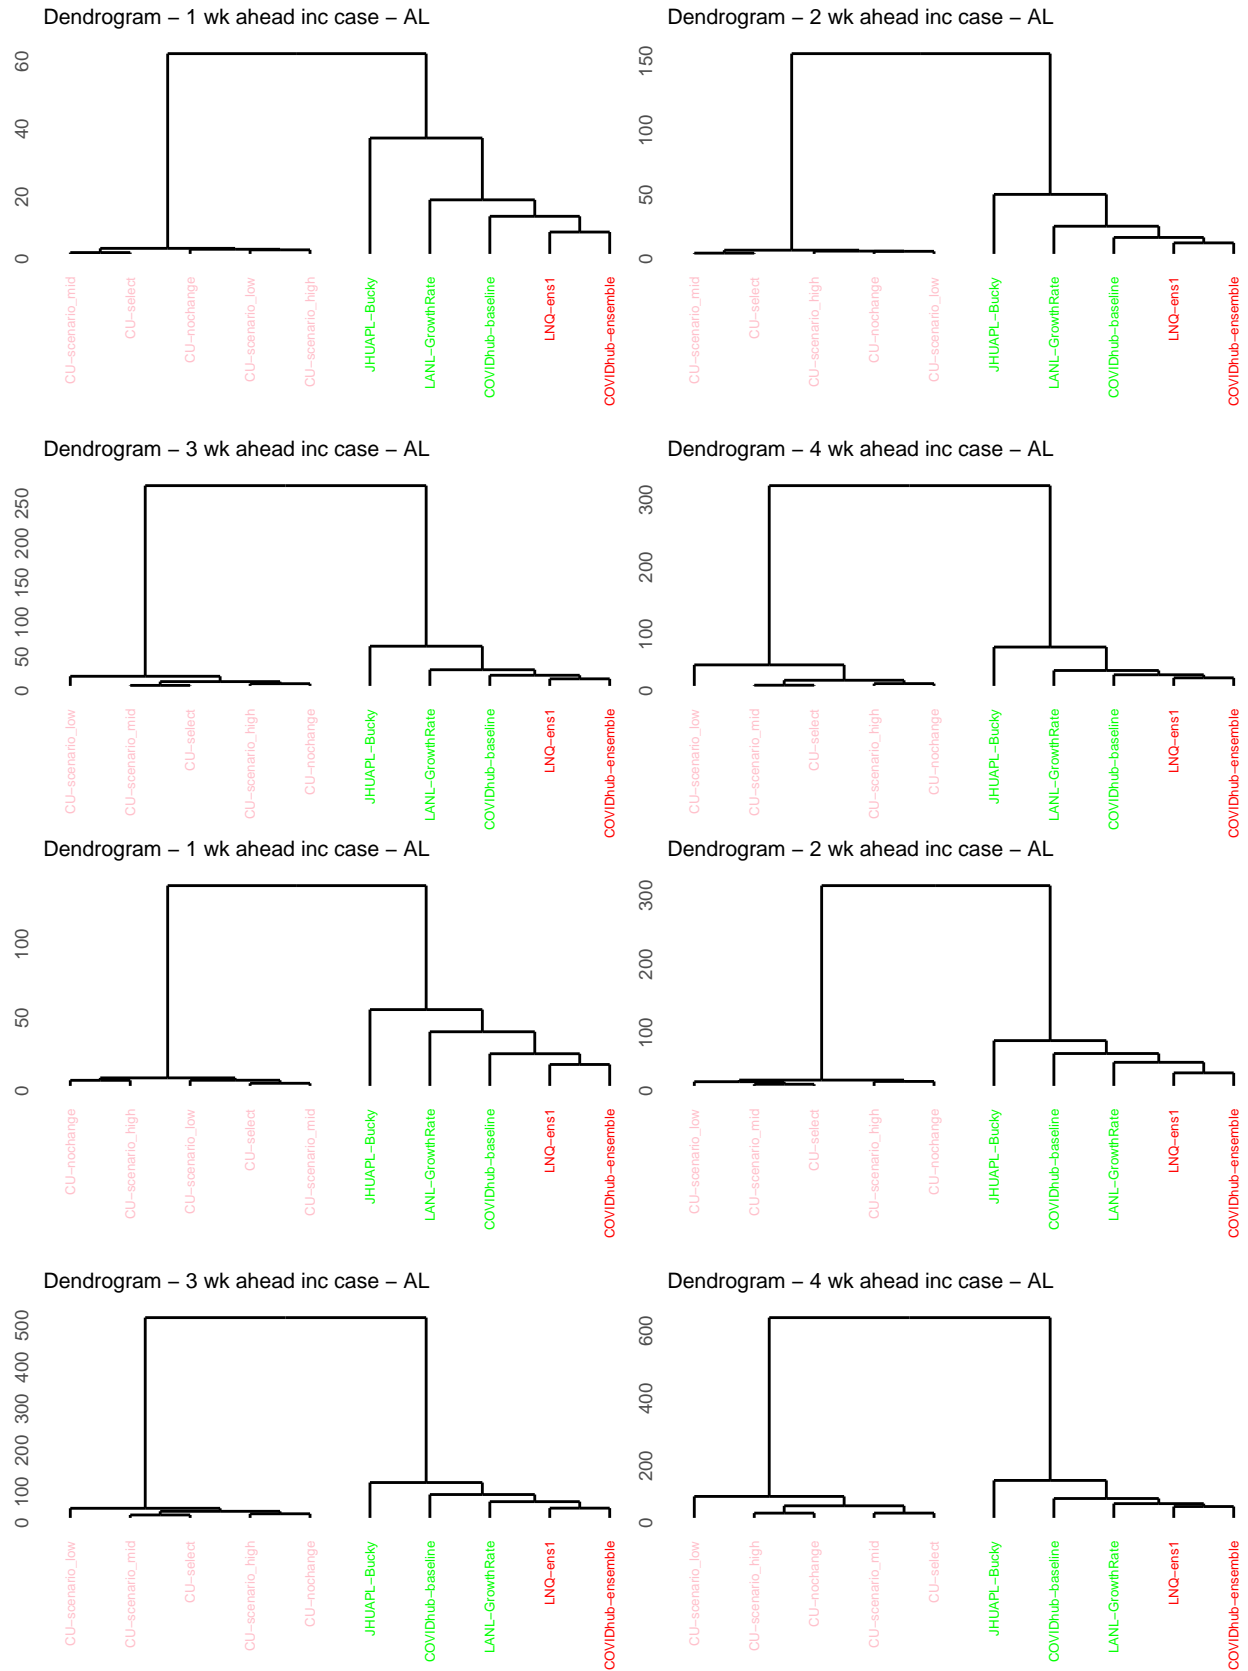 Dendrogram − 1 wk ahead inc case − AL
0 20 40 60
CU−scenario_mid
CU−select
CU−nochange
CU−scenario_low
CU−scenario_high
JHUAPL−Bucky
LANL−GrowthRate
COVIDhub−baseline
LNQ−ens1
COVIDhub−ensemble
Dendrogram − 2 wk ahead inc case − AL
0 50 100 150
CU−scenario_mid
CU−select
CU−scenario_high
CU−nochange
CU−scenario_low
JHUAPL−Bucky
LANL−GrowthRate
COVIDhub−baseline
LNQ−ens1
COVIDhub−ensemble
Dendrogram − 3 wk ahead inc case − AL
0 50 100 150 200 250
CU−scenario_low
CU−scenario_mid
CU−select
CU−scenario_high
CU−nochange
JHUAPL−Bucky
LANL−GrowthRate
COVIDhub−baseline
LNQ−ens1
COVIDhub−ensemble
Dendrogram − 4 wk ahead inc case − AL
0 100 200 300
CU−scenario_low
CU−scenario_mid
CU−select
CU−scenario_high
CU−nochange
JHUAPL−Bucky
LANL−GrowthRate
COVIDhub−baseline
LNQ−ens1
COVIDhub−ensemble
Dendrogram − 1 wk ahead inc case − AL
0 50 100
CU−nochange
CU−scenario_high
CU−scenario_low
CU−select
CU−scenario_mid
JHUAPL−Bucky
LANL−GrowthRate
COVIDhub−baseline
LNQ−ens1
COVIDhub−ensemble
Dendrogram − 2 wk ahead inc case − AL
0 100 200 300
CU−scenario_low
CU−scenario_mid
CU−select
CU−scenario_high
CU−nochange
JHUAPL−Bucky
COVIDhub−baseline
LANL−GrowthRate
LNQ−ens1
COVIDhub−ensemble
Dendrogram − 3 wk ahead inc case − AL
0 100 200 300 400 500
CU−scenario_low
CU−scenario_mid
CU−select
CU−scenario_high
CU−nochange
JHUAPL−Bucky
COVIDhub−baseline
LANL−GrowthRate
LNQ−ens1
COVIDhub−ensemble
Dendrogram − 4 wk ahead inc case − AL
0 200 400 600
CU−scenario_low
CU−scenario_high
CU−nochange
CU−scenario_mid
CU−select
JHUAPL−Bucky
COVIDhub−baseline
LANL−GrowthRate
LNQ−ens1
COVIDhub−ensemble